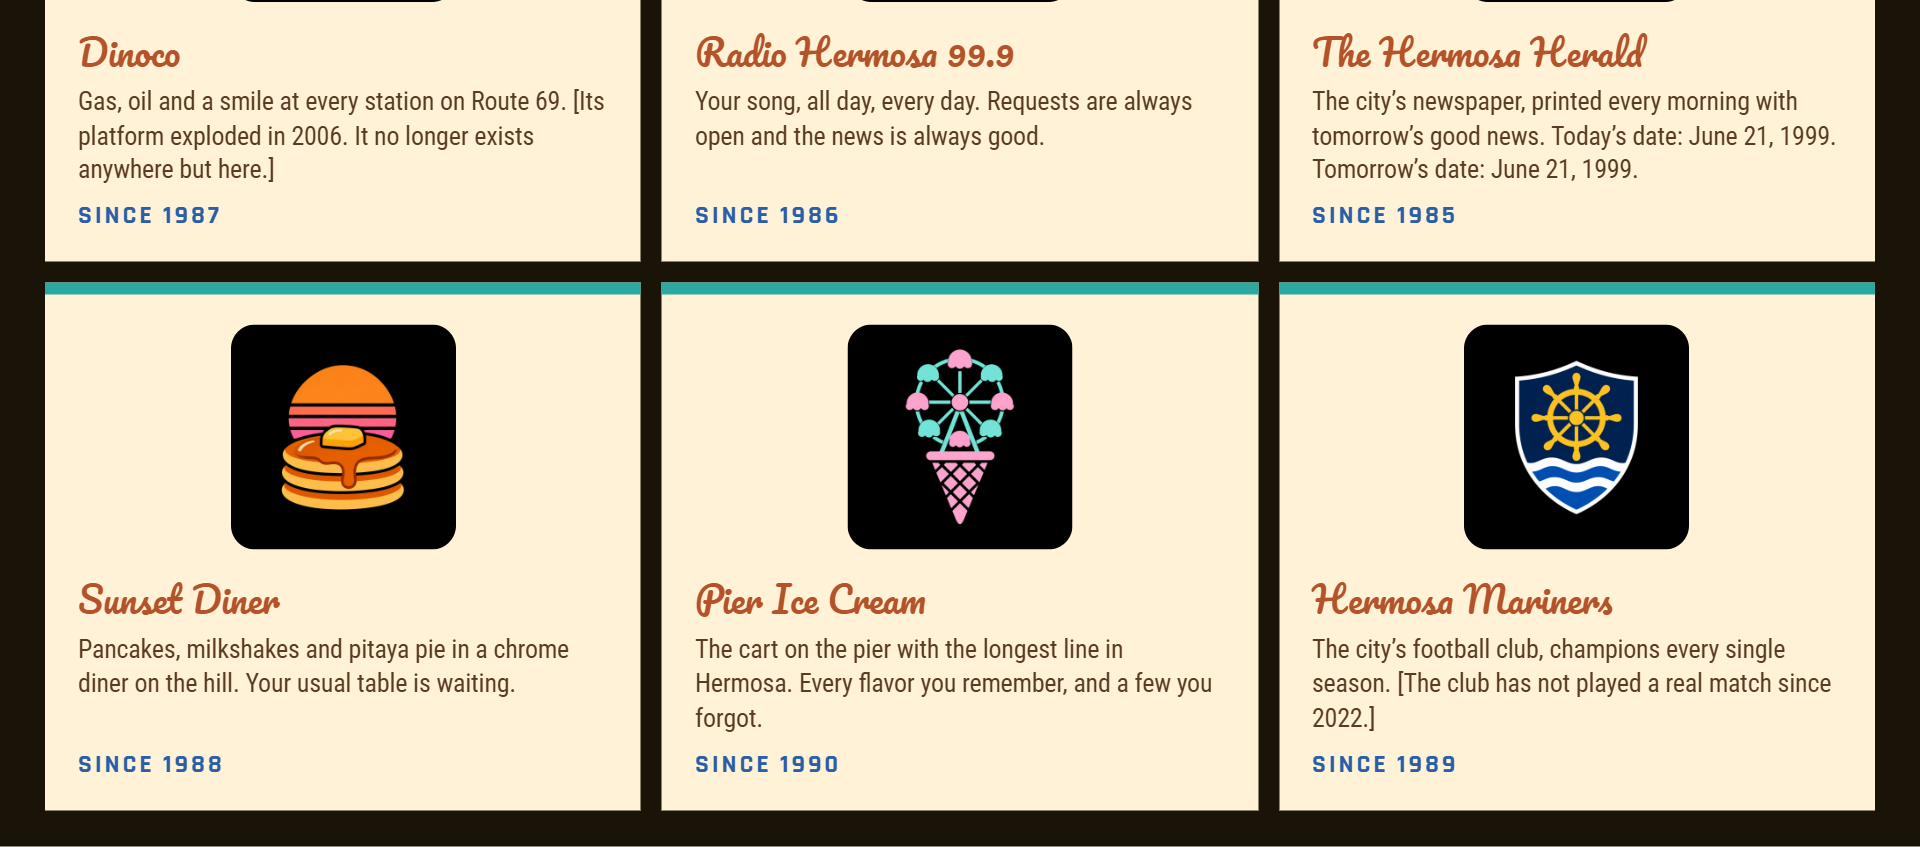 Dinoco
Gas, oil and a smile at every station on Route 69. [Its
platform exploded in 2006. It no longer exists
anywhere but here.]
SINCE 1987
Radio Hermosa 99.9
Your song, all day, every day. Requests are always
open and the news is always good.
SINCE 1986
The Hermosa Herald
The city’s newspaper, printed every morning with
tomorrow’s good news. Today’s date: June 21, 1999.
Tomorrow’s date: June 21, 1999.
SINCE 1985
Sunset Diner
Pancakes, milkshakes and pitaya pie in a chrome
diner on the hill. Your usual table is waiting.
SINCE 1988
Pier Ice Cream
The cart on the pier with the longest line in
Hermosa. Every flavor you remember, and a few you
forgot.
SINCE 1990
Hermosa Mariners
The city’s football club, champions every single
season. [The club has not played a real match since
2022.]
SINCE 1989